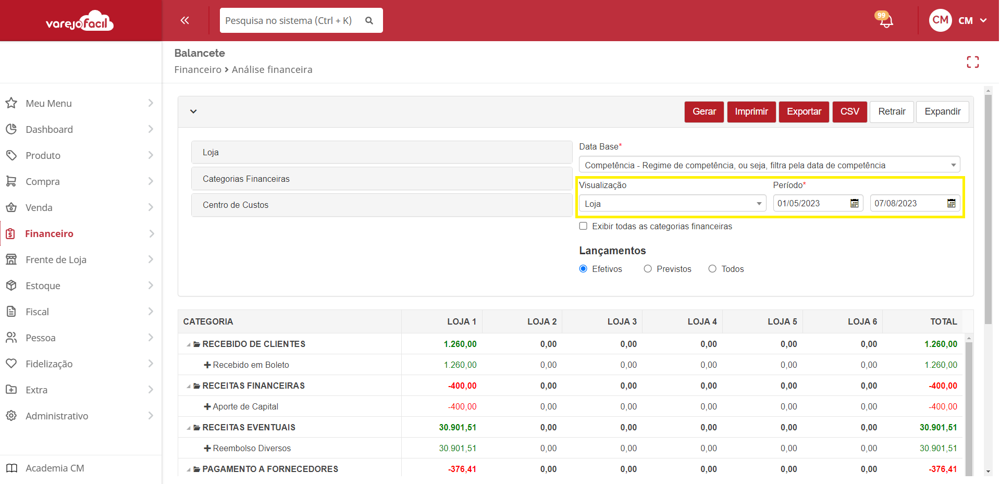 varejofacil
Pesquisa no sistema (Ctrl + K)
99
CM
CM
Balancete
Financeiro > Análise financeira
Meu Menu
Dashboard
Produto
Compra
Venda
Financeiro
Frente de Loja
Estoque
Fiscal
Pessoa
Fidelização
Extra
Administrativo
Academia CM
Gerar Imprimir Exportar CSV Retrair Expandir
Loja
Categorias Financeiras
Centro de Custos
Data Base*
Competência - Regime de competência, ou seja, filtra pela data de competência
Visualização Período*
Loja 01/05/2023 07/08/2023
Exibir todas as categorias financeiras
Lançamentos
Efetivos Previstos Todos
CATEGORIA LOJA 1 LOJA 2 LOJA 3 LOJA 4 LOJA 5 LOJA 6 TOTAL
RECEBIDO DE CLIENTES 1.260,00 0,00 0,00 0,00 0,00 0,00 1.260,00
Recebido em Boleto 1.260,00 0,00 0,00 0,00 0,00 0,00 1.260,00
RECEITAS FINANCEIRAS -400,00 0,00 0,00 0,00 0,00 0,00 -400,00
Aporte de Capital -400,00 0,00 0,00 0,00 0,00 0,00 -400,00
RECEITAS EVENTUAIS 30.901,51 0,00 0,00 0,00 0,00 0,00 30.901,51
Reembolso Diversos 30.901,51 0,00 0,00 0,00 0,00 0,00 30.901,51
PAGAMENTO A FORNECEDORES -376,41 0,00 0,00 0,00 0,00 0,00 -376,41